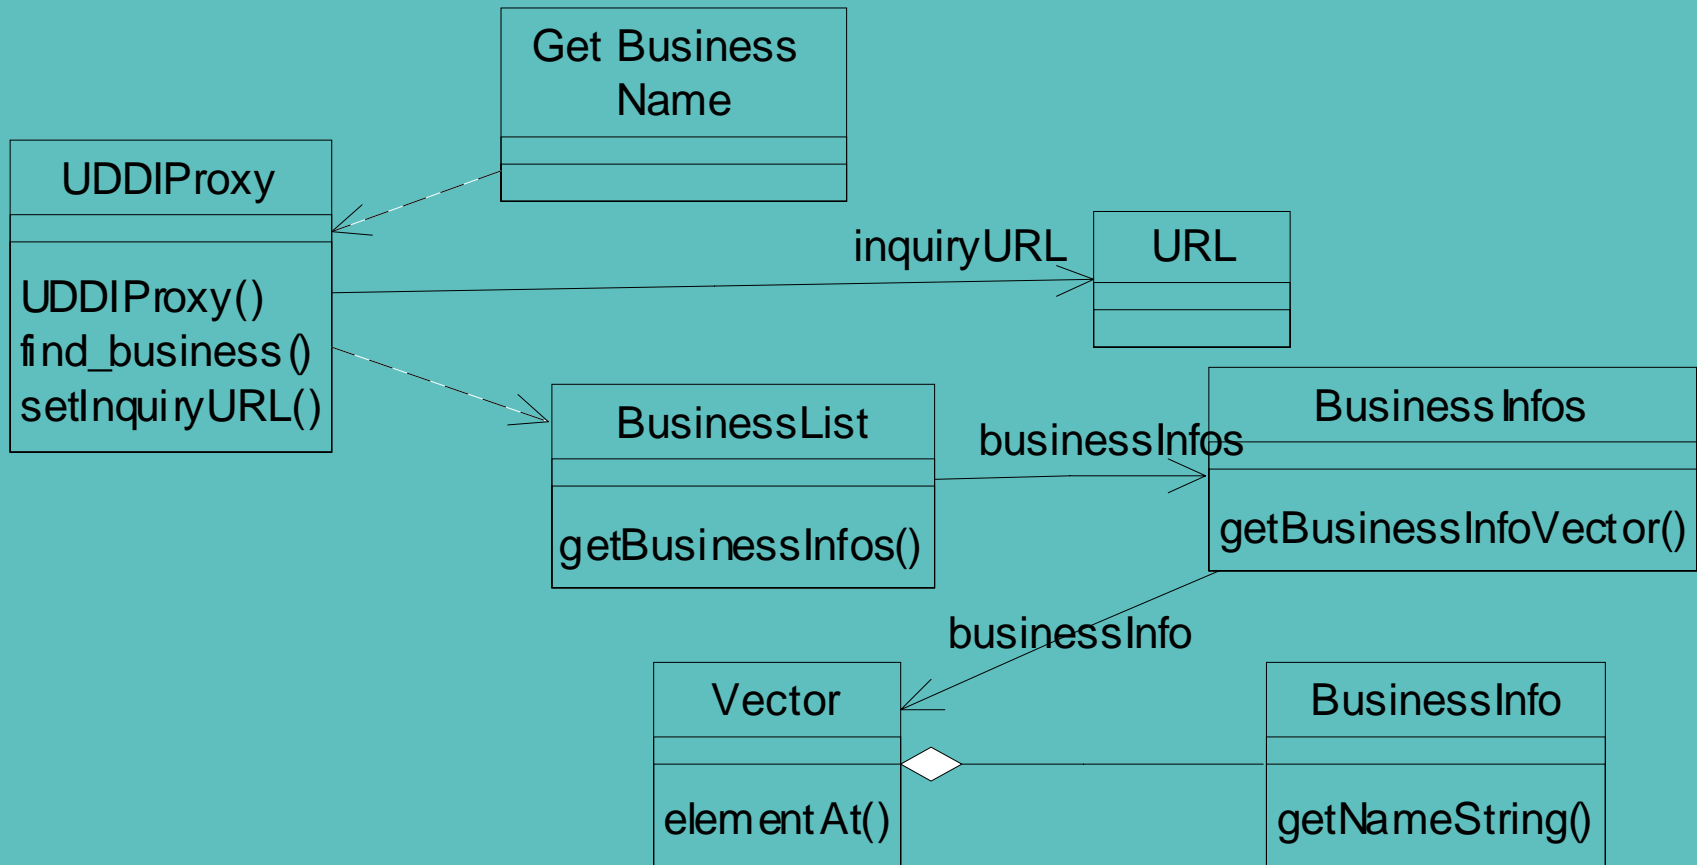 Get Business
Name
UDDIProxy
UDDIProxy()
find_business()
setInquiryURL()
inquiryURL
URL
BusinessList
getBusinessInfos()
businessInfos
BusinessInfos
getBusinessInfoVector()
businessInfo
Vector
elementAt()
BusinessInfo
getNameString()